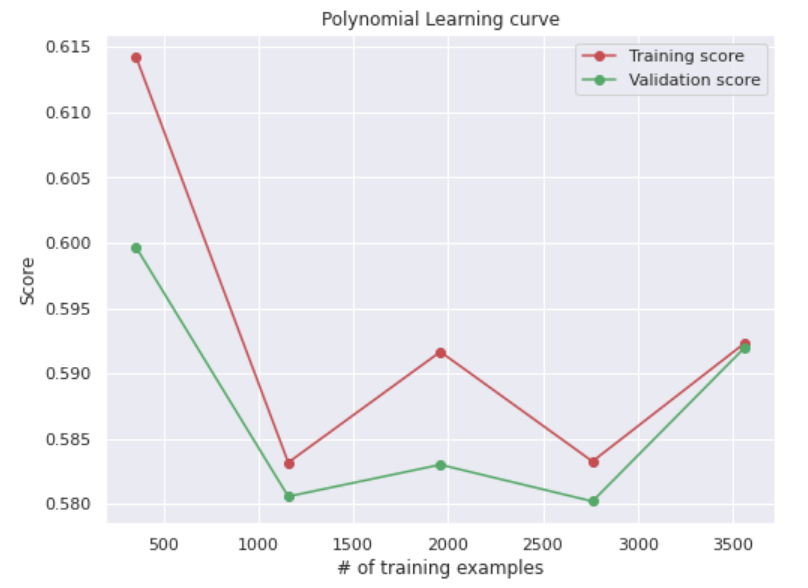 Polynomial Learning curve
Training score
Validation score
0.615
0.610
0.605
0.600
0.595
0.590
0.585
0.580
Score
500 1000 1500 2000 2500 3000 3500
# of training examples